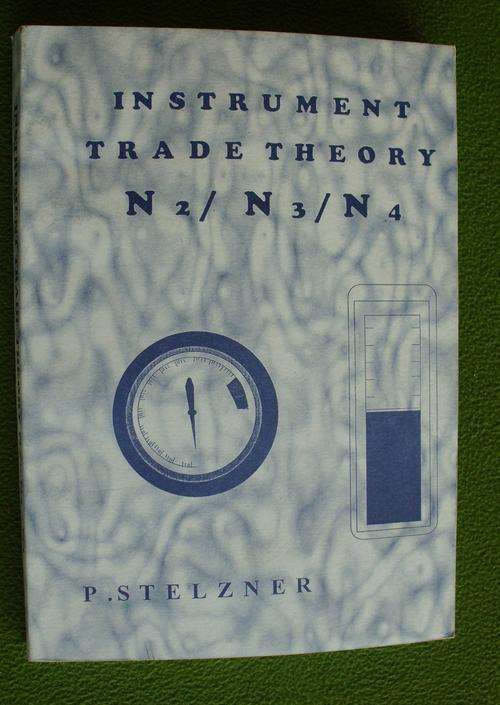 INSTRUMENT
TRADE THEORY
N2/ N3/N4
P.STELZNER